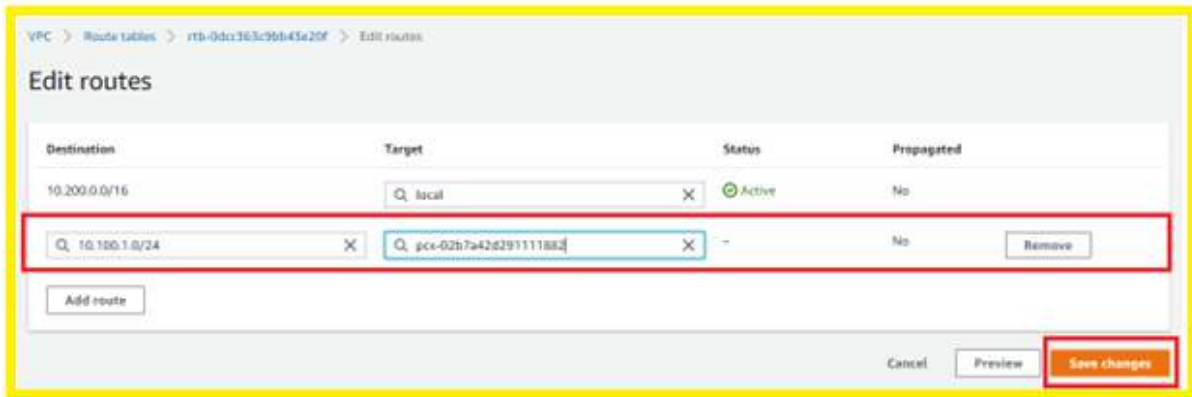 VPC > Route tables > rtb-0dcc363c9bb43e20f > Edit routes
Edit routes
Destination Target Status Propagated
10.200.0.0/16 local Active No
10.100.1.0/24 pcx-02b7a42d291111882 - No Remove
Add route
Cancel Preview Save changes